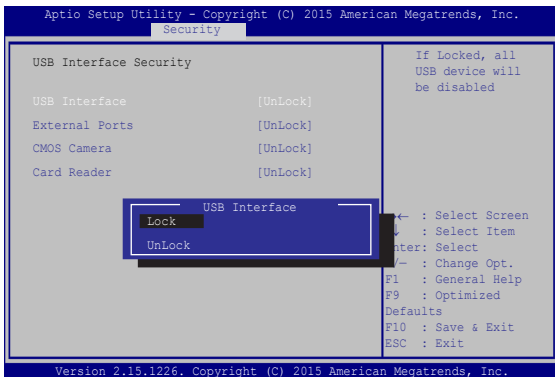 Aptio Setup Utility - Copyright (C) 2015 American Megatrends, Inc.
Security
USB Interface Security
USB Interface [UnLock]
External Ports [UnLock]
CMOS Camera [UnLock]
Card Reader [UnLock]
If Locked, all
USB device will
be disabled
USB Interface
Lock
UnLock
→← : Select Screen
↓ : Select Item
nter: Select
/— : Change Opt.
F1 : General Help
F9 : Optimized
Defaults
F10 : Save & Exit
ESC : Exit
Version 2.15.1226. Copyright (C) 2015 American Megatrends, Inc.